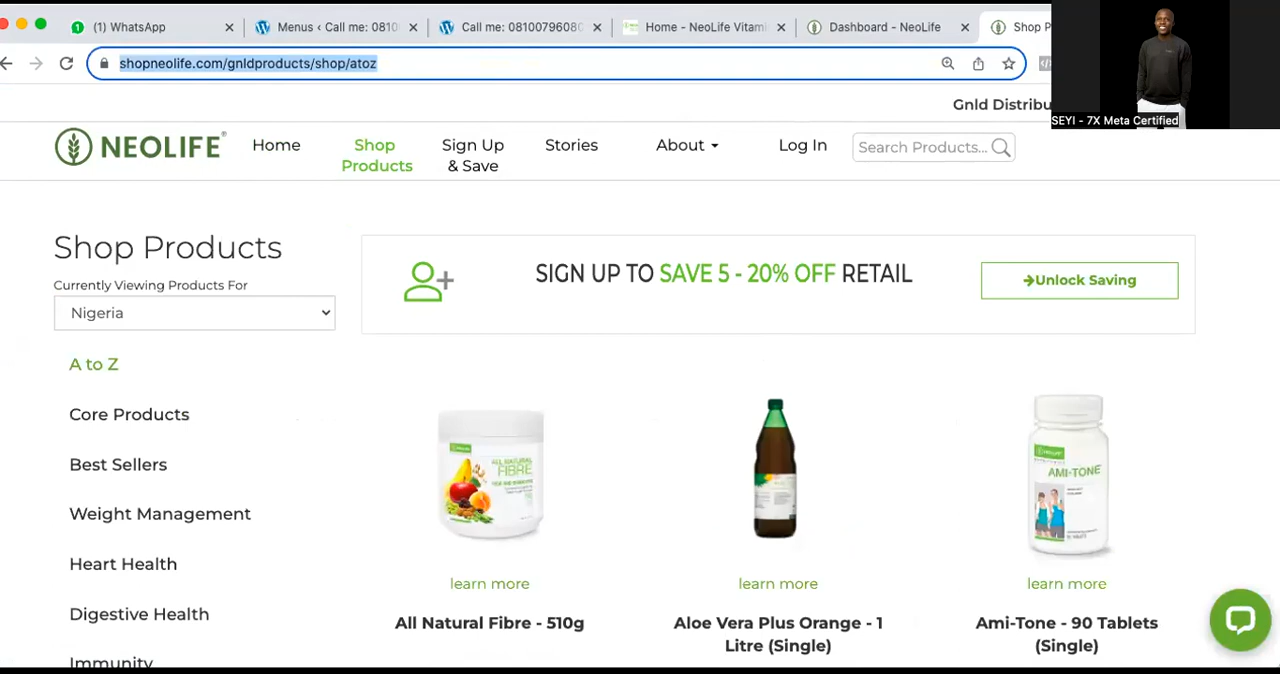 (1) WhatsApp
Menus ‹ Call me: 0810
Call me: 08100796080
Home - NeoLife Vitami
Dashboard - NeoLife
Shop P
shopneolife.com/gnldproducts/shop/atoz
SEYI - 7X Meta Certified
Gnld Distribu
NEOLIFE®
Home
Shop
Products
Sign Up
& Save
Stories
About
Log In
Search Products...
Shop Products
Currently Viewing Products For
Nigeria
A to Z
Core Products
Best Sellers
Weight Management
Heart Health
Digestive Health
Immunity
SIGN UP TO SAVE 5 - 20% OFF RETAIL
Unlock Saving
NEOLIFE
ALL NATURAL
FIBRE
learn more
All Natural Fibre - 510g
learn more
Aloe Vera Plus Orange - 1
Litre (Single)
NEOLIFE
AMI-TONE
learn more
Ami-Tone - 90 Tablets
(Single)